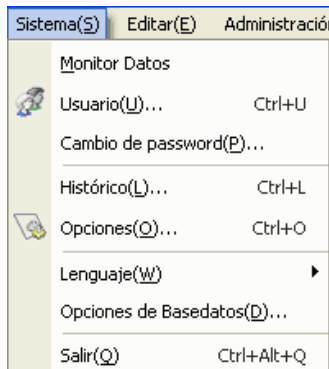 Sistema(S) Editar(E) Administració
Monitor Datos
Usuario(U)... Ctrl+U
Cambio de password(P)...
Histórico(L)... Ctrl+L
Opciones(O)... Ctrl+O
Lenguaje(W)
Opciones de Basedatos(D)...
Salir(Q) Ctrl+Alt+Q